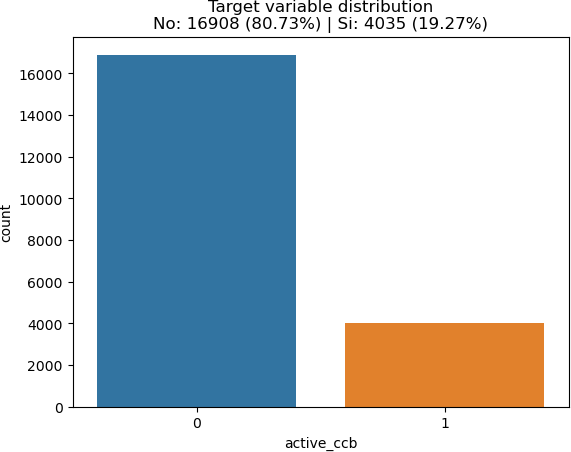 Target variable distribution
No: 16908 (80.73%) | Si: 4035 (19.27%)
16000
14000
12000
10000
8000
6000
4000
2000
0
count
0 1
active_ccb